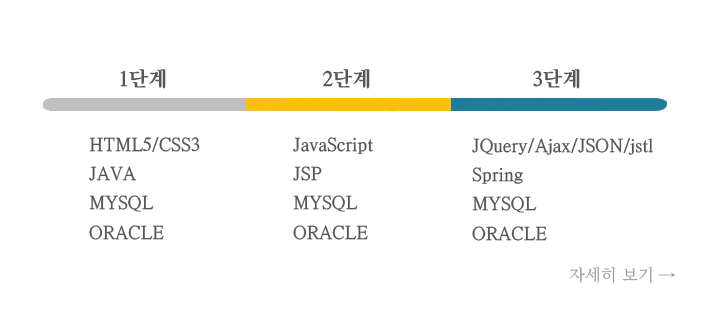 1단계
HTML5/CSS3
JAVA
MYSQL
ORACLE
2단계
JavaScript
JSP
MYSQL
ORACLE
3단계
JQuery/Ajax/JSON/jstl
Spring
MYSQL
ORACLE
자세히 보기 →